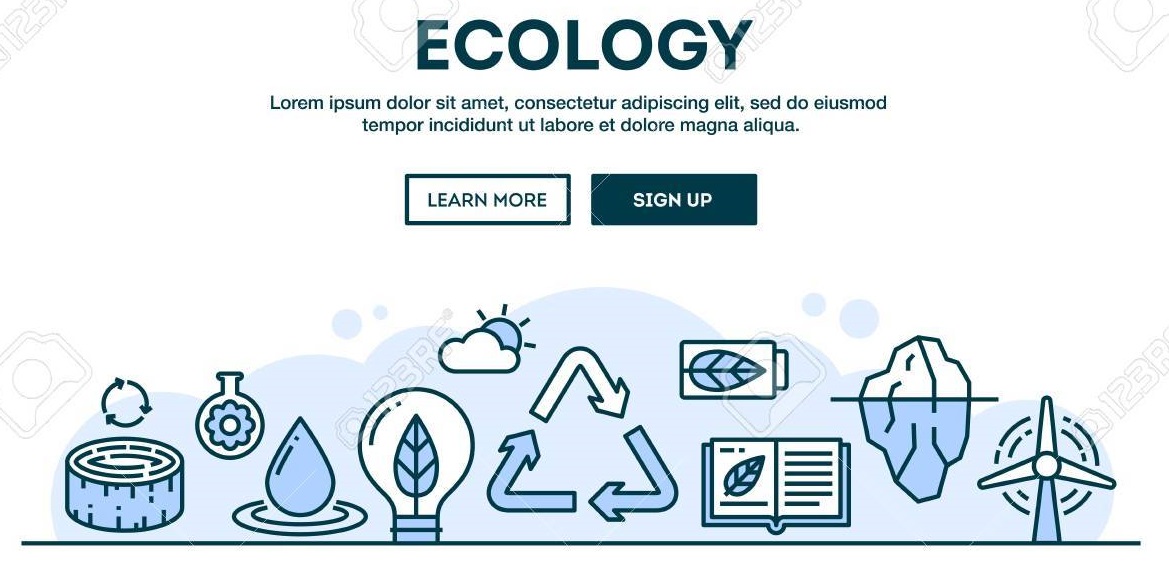 ECOLOGY
Lorem ipsum dolor sit amet, consectetur adipiscing elit, sed do eiusmod
tempor incididunt ut labore et dolore magna aliqua.
LEARN MORE
SIGN UP
123RF